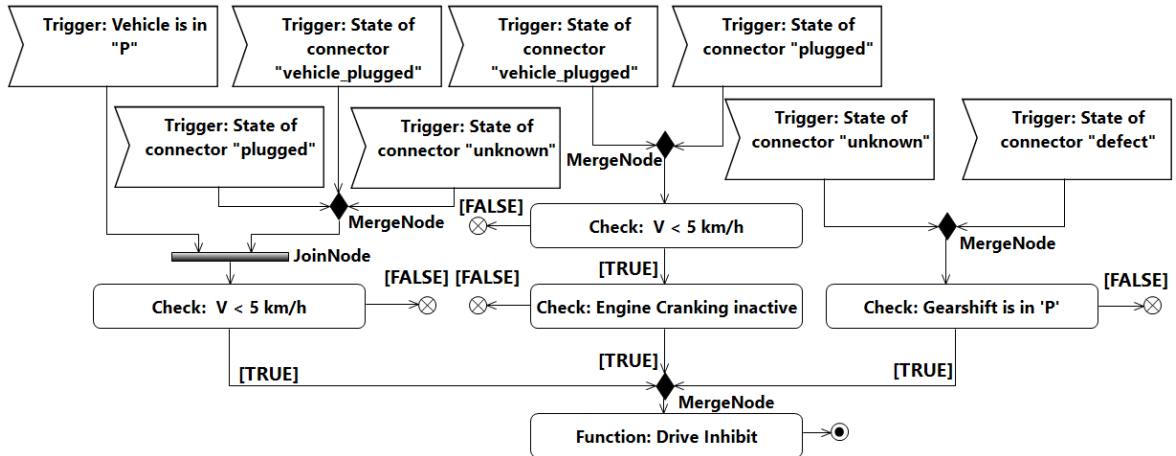 Trigger: Vehicle is in
"P"
Trigger: State of
connector
"vehicle_plugged"
Trigger: State of
connector
"vehicle_plugged"
Trigger: State of
connector "plugged"
Trigger: State of
connector "plugged"
Trigger: State of
connector "unknown"
Trigger: State of
connector "unknown"
Trigger: State of
connector "defect"
MergeNode
MergeNode
MergeNode
JoinNode
[FALSE]
Check: V < 5 km/h
[TRUE]
Check: V < 5 km/h
[FALSE]
[FALSE]
Check: Engine Cranking inactive
Check: Gearshift is in 'P'
[FALSE]
[TRUE]
[TRUE]
[TRUE]
MergeNode
Function: Drive Inhibit